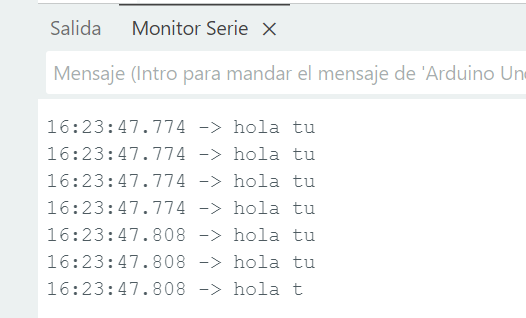 Salida Monitor Serie ×
Mensaje (Intro para mandar el mensaje de 'Arduino Un
16:23:47.774 -> hola tu
16:23:47.774 -> hola tu
16:23:47.774 -> hola tu
16:23:47.774 -> hola tu
16:23:47.808 -> hola tu
16:23:47.808 -> hola tu
16:23:47.808 -> hola t